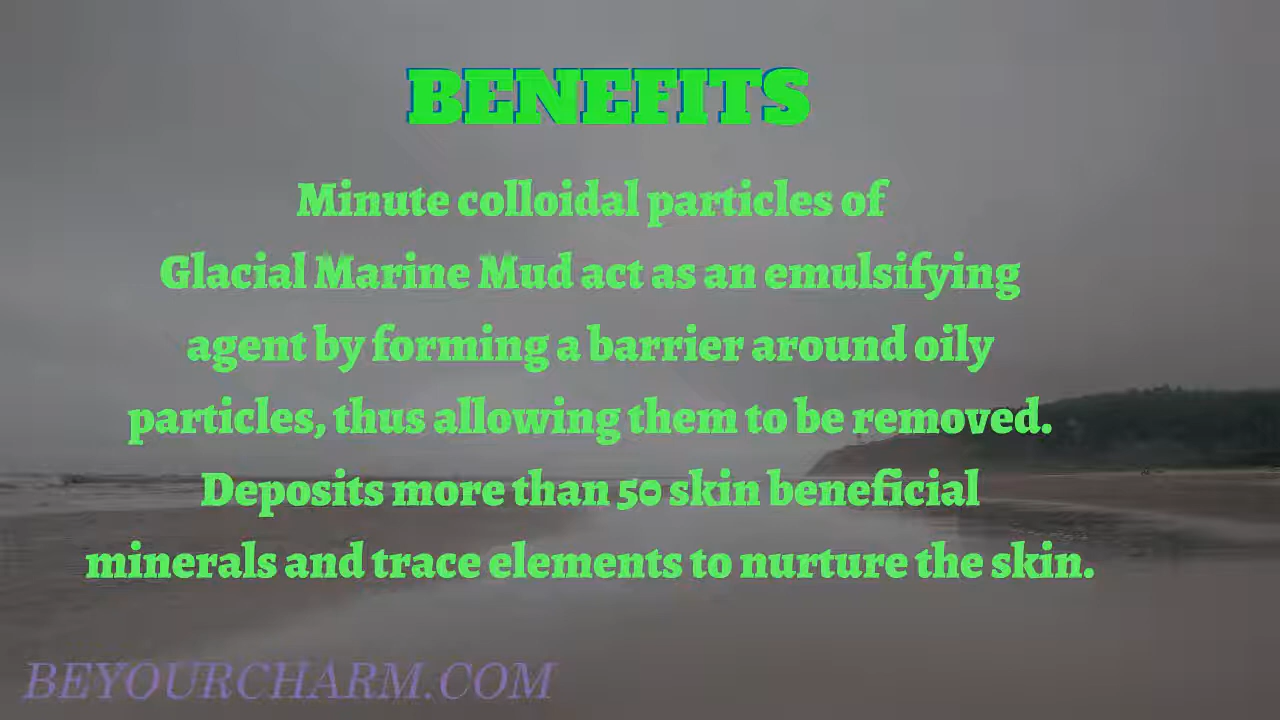 BENEFITS
Minute colloidal particles of
Glacial Marine Mud act as an emulsifying
agent by forming a barrier around oily
particles, thus allowing them to be removed.
Deposits more than 50 skin beneficial
minerals and trace elements to nurture the skin.
BEYOURCHARM.COM